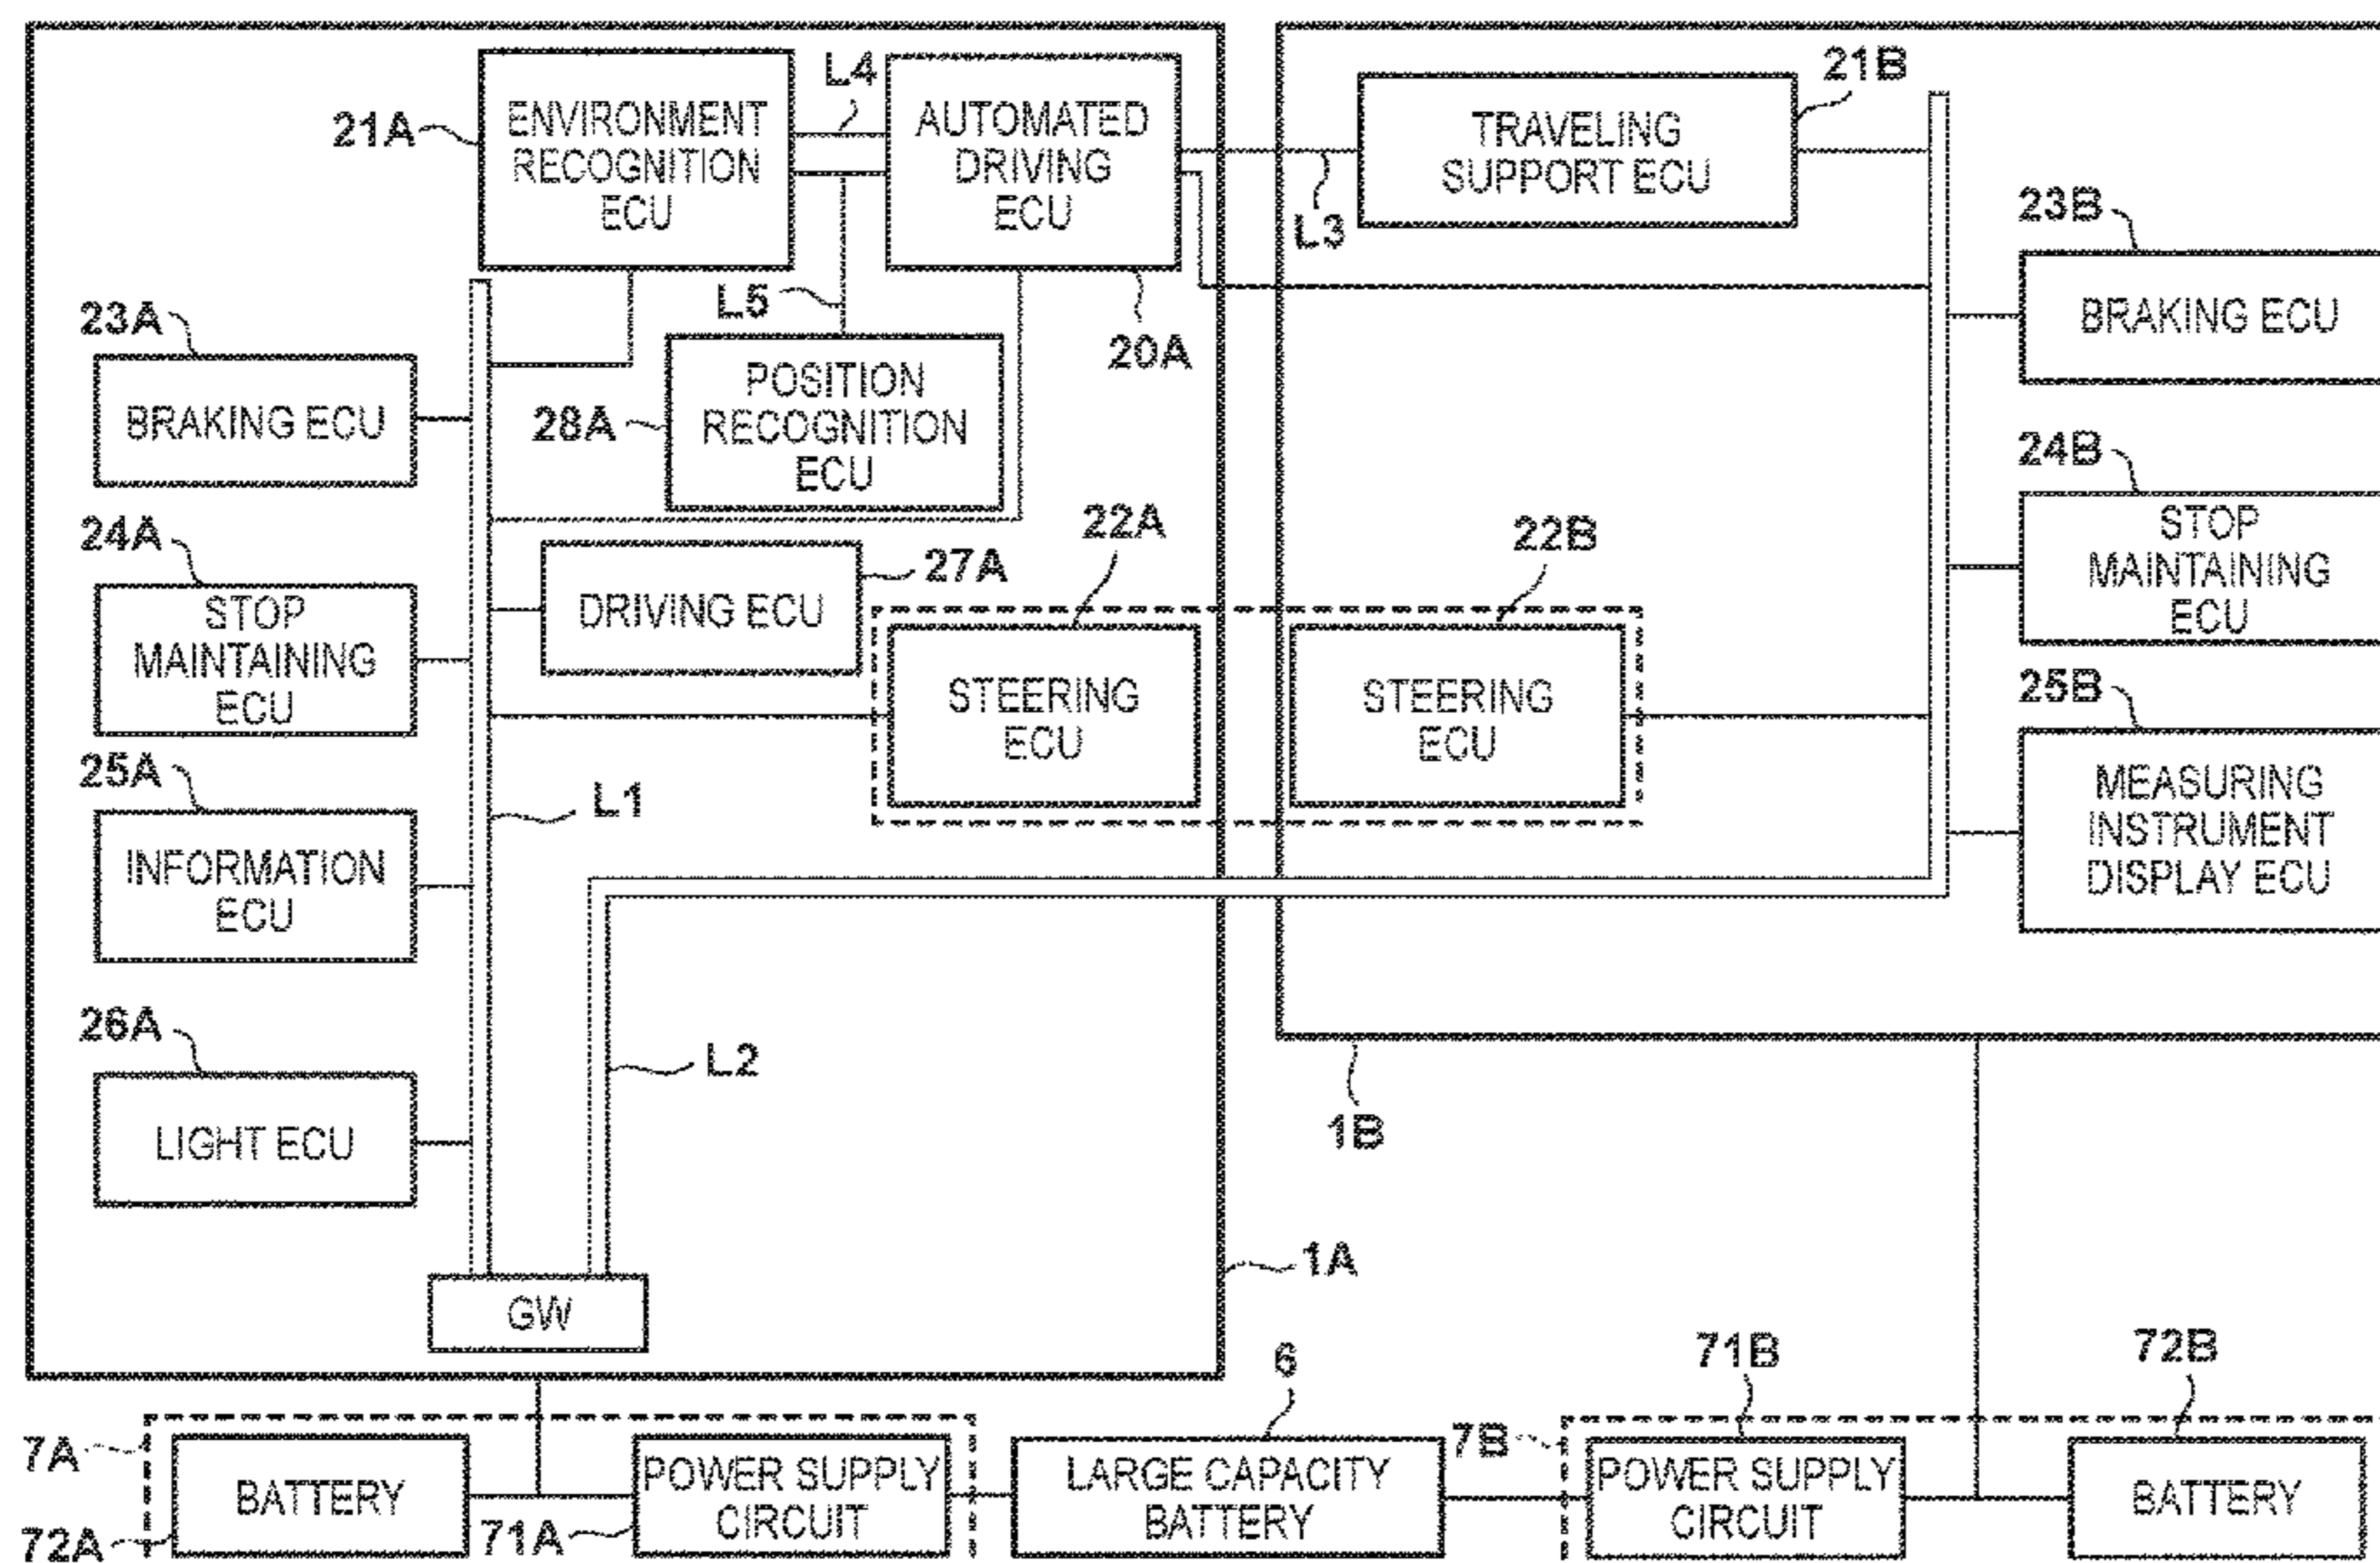 L4
21B
21A
ENVIRONMENT
RECOGNITION
ECU
AUTOMATED
DRIVING
ECU
TRAVELING
SUPPORT ECU
L3
23B
23A
L5
20A
BRAKING ECU
BRAKING ECU
28A
POSITION
RECOGNITION
ECU
24B
24A
22A
22B
STOP
MAINTAINING
ECU
27A
DRIVING ECU
STOP
MAINTAINING
ECU
STEERING
ECU
STEERING
ECU
25B
25A
L1
MEASURING
INSTRUMENT
DISPLAY ECU
INFORMATION
ECU
26A
L2
1B
LIGHT ECU
1A
GW
6
71B
72B
7A
7B
BATTERY
POWER SUPPLY
CIRCUIT
LARGE CAPACITY
BATTERY
POWER SUPPLY
CIRCUIT
BATTERY
72A
71A